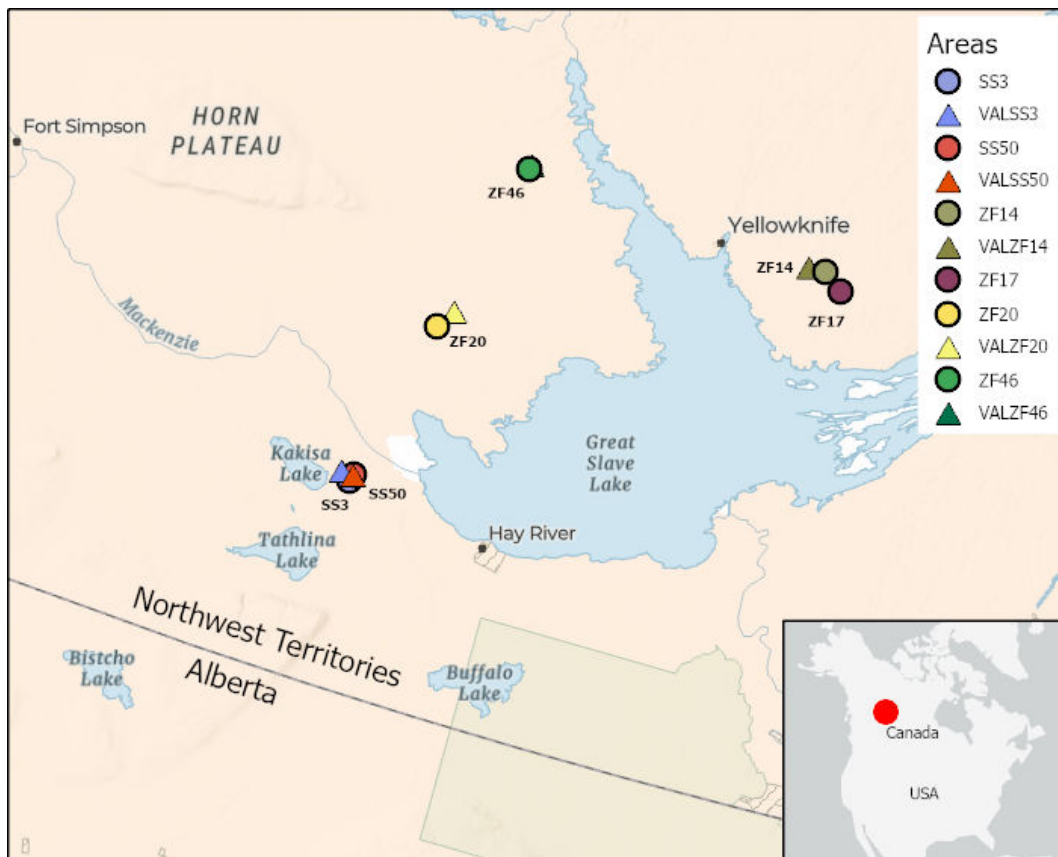 Areas
SS3
VALSS3
SS50
VALSS50
ZF14
VALZF14
ZF17
ZF20
VALZF20
ZF46
VALZF46
Fort Simpson
HORN
PLATEAU
ZF46
Yellowknife
ZF14
ZF17
Mackenzie
ZF20
Kakisa
Lake
SS50
SS3
Great
Slave
Lake
Tathlina
Lake
Hay River
Northwest Territories
Alberta
Bistcho
Lake
Buffalo
Lake
Canada
USA